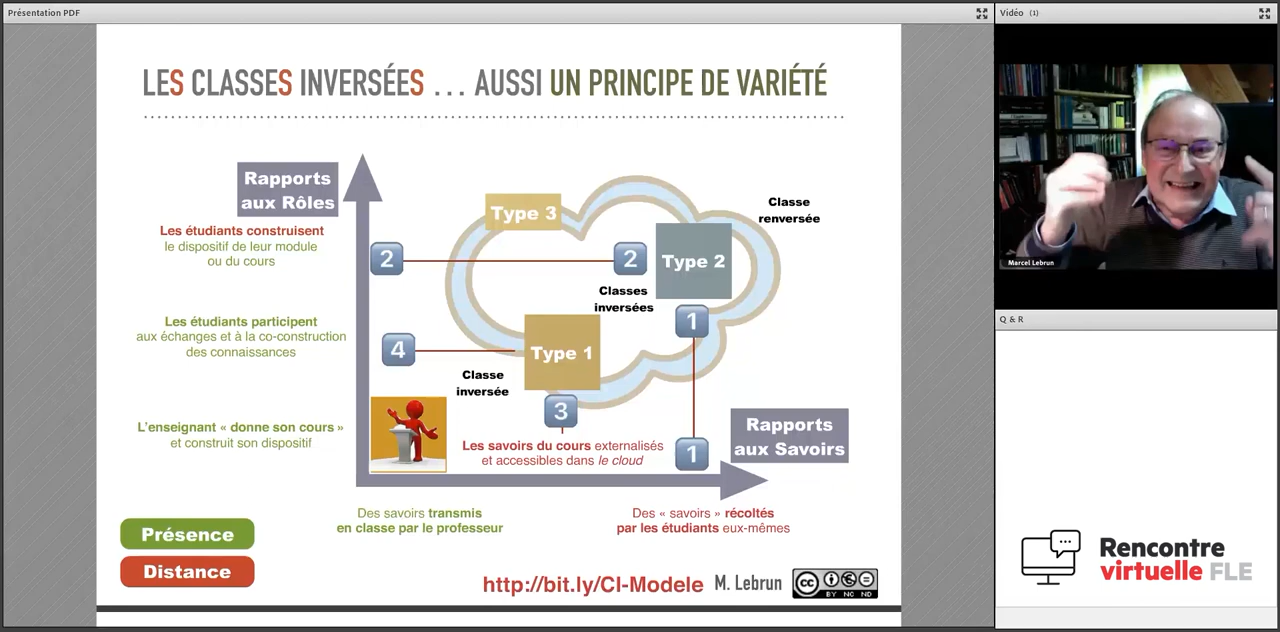 Présentation PDF
LES CLASSES INVERSÉES ... AUSSI UN PRINCIPE DE VARIÉTÉ
Rapports
aux Rôles
Les étudiants construisent
le dispositif de leur module
ou du cours
Les étudiants participent
aux échanges et à la co-construction
des connaissances
L'enseignant « donne son cours »
et construit son dispositif
Type 3
Classe
renversée
2
2
Type 2
Classes
inversées
1
4
Type 1
Classe
inversée
3
Les savoirs du cours externalisés
et accessibles dans le cloud
1
Rapports
aux Savoirs
Des savoirs transmis
en classe par le professeur
Des « savoirs » récoltés
par les étudiants eux-mêmes
Présence
Distance
http://bit.ly/CI-Modele M. Lebrun
cc
BY NC ND
Vidéo (1)
Marcel Lebrun
Q & R
Rencontre
virtuelle FLE